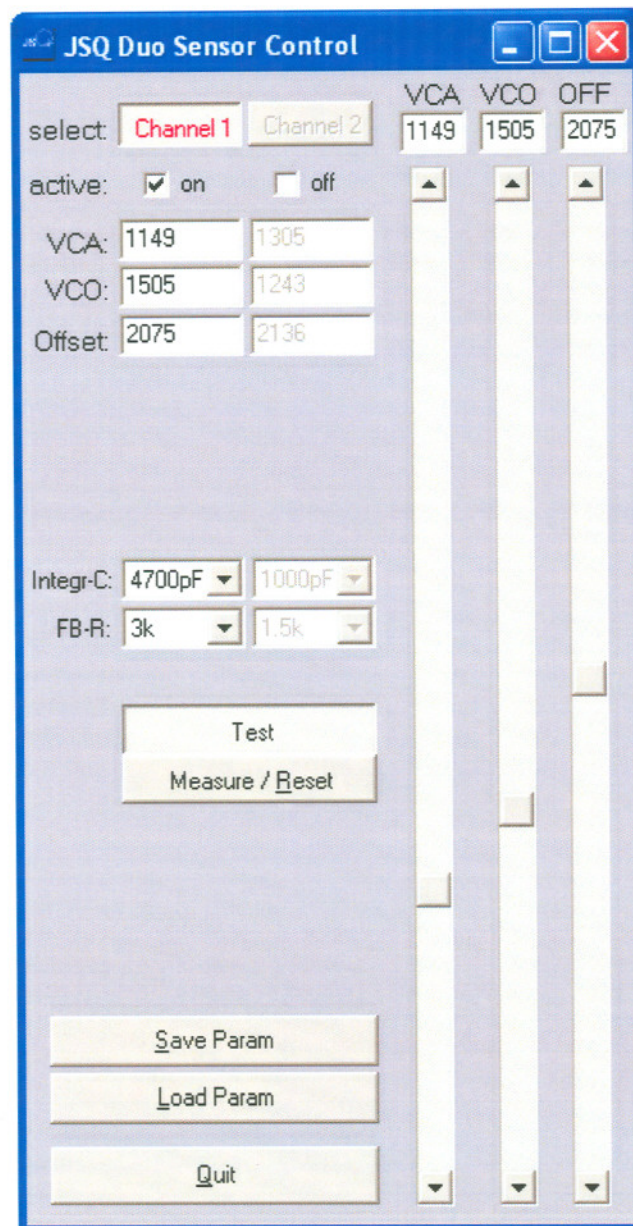 JSQ Duo Sensor Control
VCA VCO OFF
select: Channel 1 Channel 2 1149 1505 2075
active: on off
VCA: 1149 1305
VCO: 1505 1243
Offset: 2075 2136
Integr-C: 4700pF 1000pF
FB-R: 3k 1.5k
Test
Measure / Reset
Save Param
Load Param
Quit